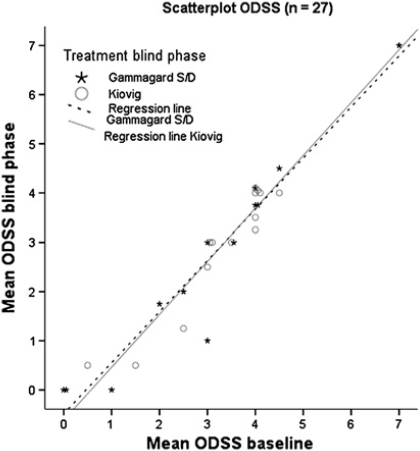 Scatterplot ODSS (n = 27)
Treatment blind phase
Gammagard S/D
Kiovig
Regression line
Gammagard S/D
Regression line Kiovig
Mean ODSS blind phase
7
6
5
4
3
2
1
0
0 1 2 3 4 5 6 7
Mean ODSS baseline